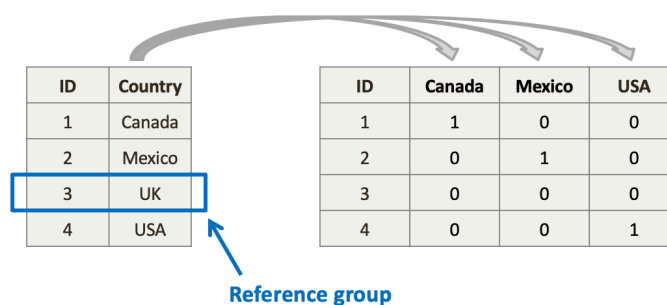 ID Country
1 Canada
2 Mexico
3 UK
4 USA
ID Canada Mexico USA
1 1 0 0
2 0 1 0
3 0 0 0
4 0 0 1
Reference group